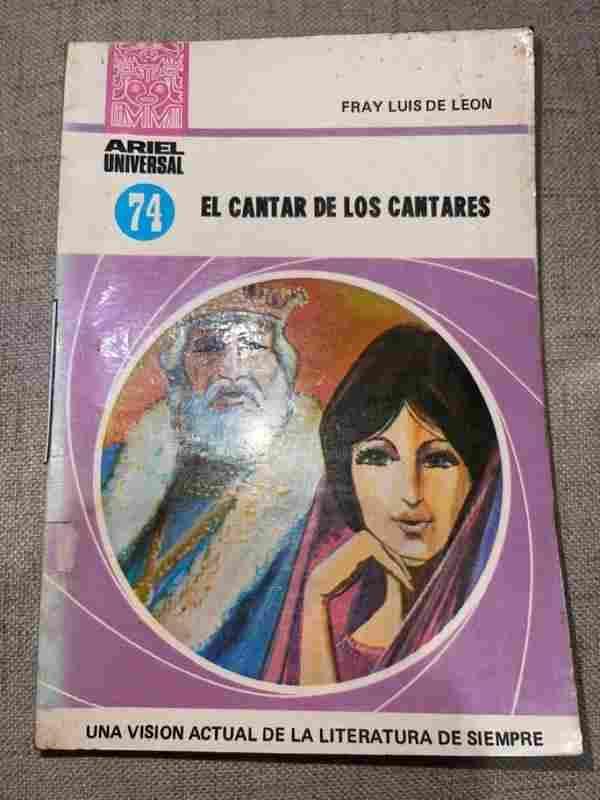 FRAY LUIS DE LEON
ARIEL
UNIVERSAL
74
EL CANTAR DE LOS CANTARES
UNA VISION ACTUAL DE LA LITERATURA DE SIEMPRE